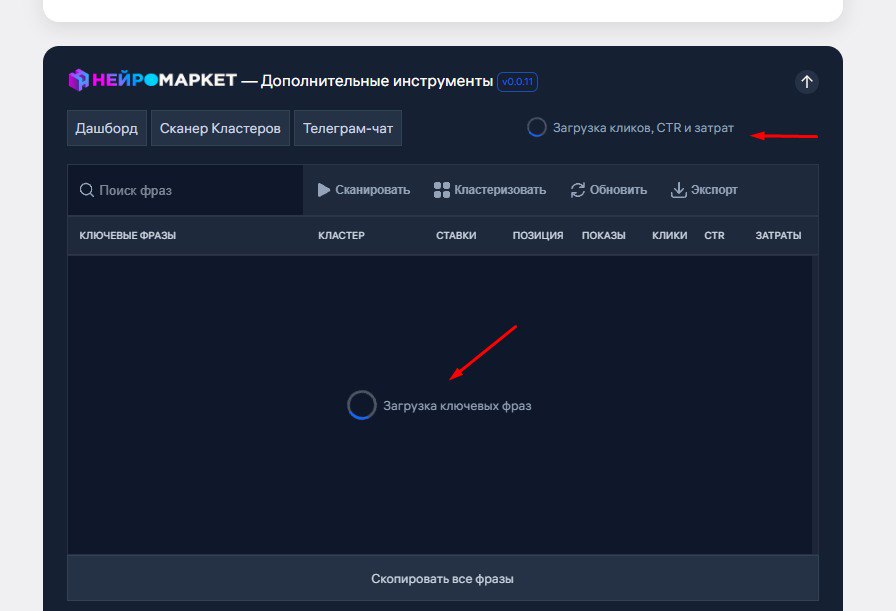 НЕЙРОМАРКЕТ — Дополнительные инструменты v0.0.11
Дашборд Сканер Кластеров Телеграм-чат Загрузка кликов, CTR и затрат
Поиск фраз Сканировать Кластеризовать Обновить Экспорт
КЛЮЧЕВЫЕ ФРАЗЫ КЛАСТЕР СТАВКИ ПОЗИЦИЯ ПОКАЗЫ КЛИКИ CTR ЗАТРАТЫ
Загрузка ключевых фраз
Скопировать все фразы